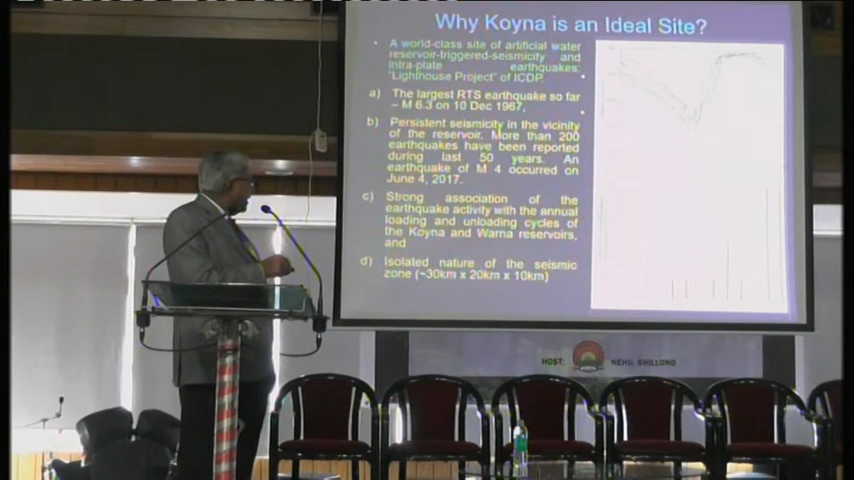 Why Koyna is an Ideal Site?
• A world-class site of artificial water
reservoir-triggered-seismicity and
intra-plate earthquakes:
"Lighthouse Project" of ICDP.
a) The largest RTS earthquake so far
– M 6.3 on 10 Dec 1967,
b) Persistent seismicity in the vicinity
of the reservoir. More than 200
earthquakes have been reported
during last 50 years. An
earthquake of M 4 occurred on
June 4, 2017.
c) Strong association of the
earthquake activity with the annual
loading and unloading cycles of
the Koyna and Warna reservoirs,
and
d) Isolated nature of the seismic
zone (~30km x 20km x 10km)
HOST: NEHU, SHILLONG